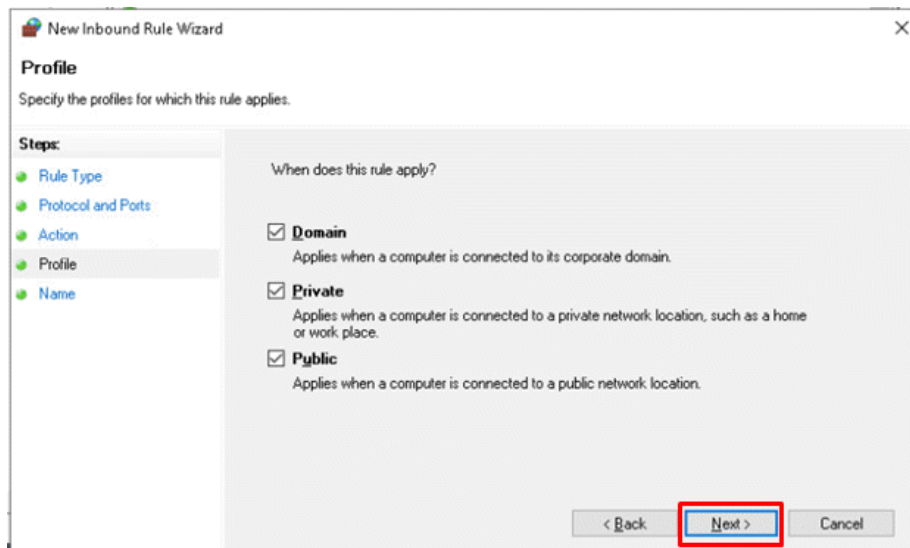 New Inbound Rule Wizard
Profile
Specify the profiles for which this rule applies.
Steps:
Rule Type
Protocol and Ports
Action
Profile
Name
When does this rule apply?
Domain
Applies when a computer is connected to its corporate domain.
Private
Applies when a computer is connected to a private network location, such as a home
or work place.
Public
Applies when a computer is connected to a public network location.
< Back
Next >
Cancel